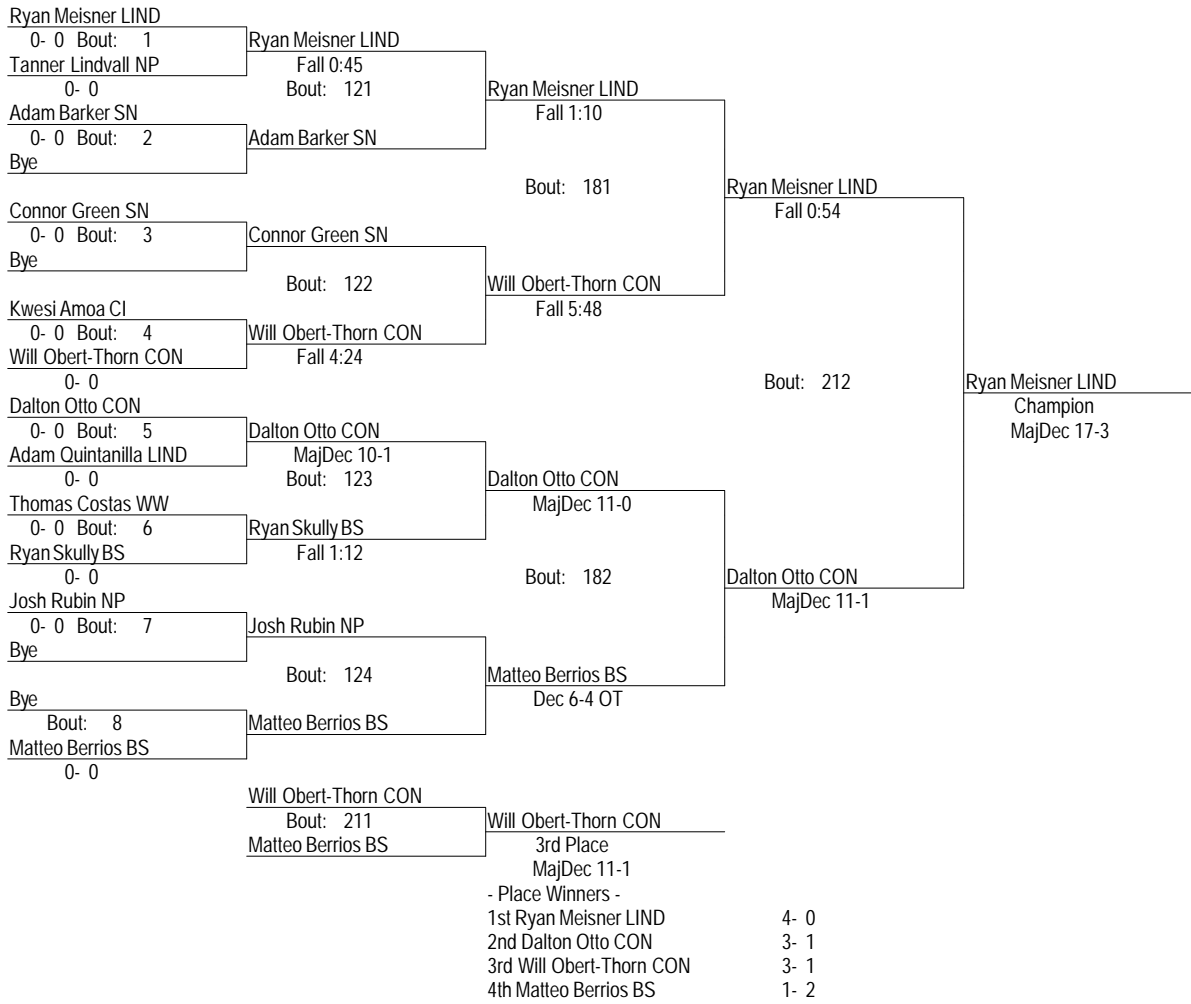 Ryan Meisner LIND
0- 0 Bout: 1
Ryan Meisner LIND
Tanner Lindvall NP
Fall 0:45
0- 0
Bout: 121
Ryan Meisner LIND
Adam Barker SN
Fall 1:10
0- 0 Bout: 2
Adam Barker SN
Bye
Bout: 181
Ryan Meisner LIND
Connor Green SN
Fall 0:54
0- 0 Bout: 3
Connor Green SN
Bye
Bout: 122
Will Obert-Thorn CON
Kwesi Amoa CI
Fall 5:48
0- 0 Bout: 4
Will Obert-Thorn CON
Will Obert-Thorn CON
Fall 4:24
0- 0
Bout: 212
Ryan Meisner LIND
Dalton Otto CON
Champion
0- 0 Bout: 5
Dalton Otto CON
MajDec 17-3
Adam Quintanilla LIND
MajDec 10-1
0- 0
Bout: 123
Dalton Otto CON
Thomas Costas WW
MajDec 11-0
0- 0 Bout: 6
Ryan Skully BS
Ryan Skully BS
Fall 1:12
0- 0
Bout: 182
Dalton Otto CON
Josh Rubin NP
MajDec 11-1
0- 0 Bout: 7
Josh Rubin NP
Bye
Bout: 124
Matteo Berrios BS
Bye
Dec 6-4 OT
Bout: 8
Matteo Berrios BS
Matteo Berrios BS
0- 0
Will Obert-Thorn CON
Bout: 211
Will Obert-Thorn CON
Matteo Berrios BS
3rd Place
MajDec 11-1
- Place Winners -
1st Ryan Meisner LIND 4- 0
2nd Dalton Otto CON 3- 1
3rd Will Obert-Thorn CON 3- 1
4th Matteo Berrios BS 1- 2